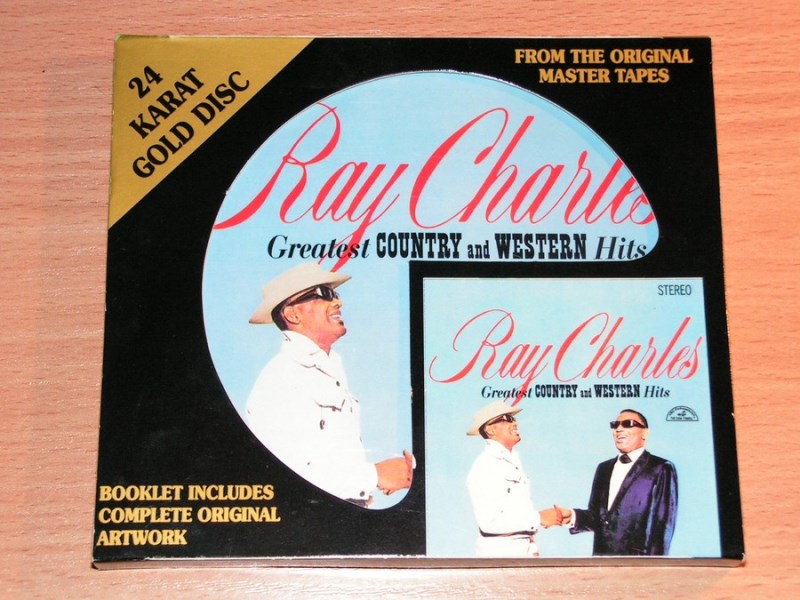 24
KARAT
GOLD DISC
FROM THE ORIGINAL
MASTER TAPES
Ray Charles
Greatest COUNTRY and WESTERN Hits
STEREO
Ray Charles
Greatest COUNTRY and WESTERN Hits
BOOKLET INCLUDES
COMPLETE ORIGINAL
ARTWORK